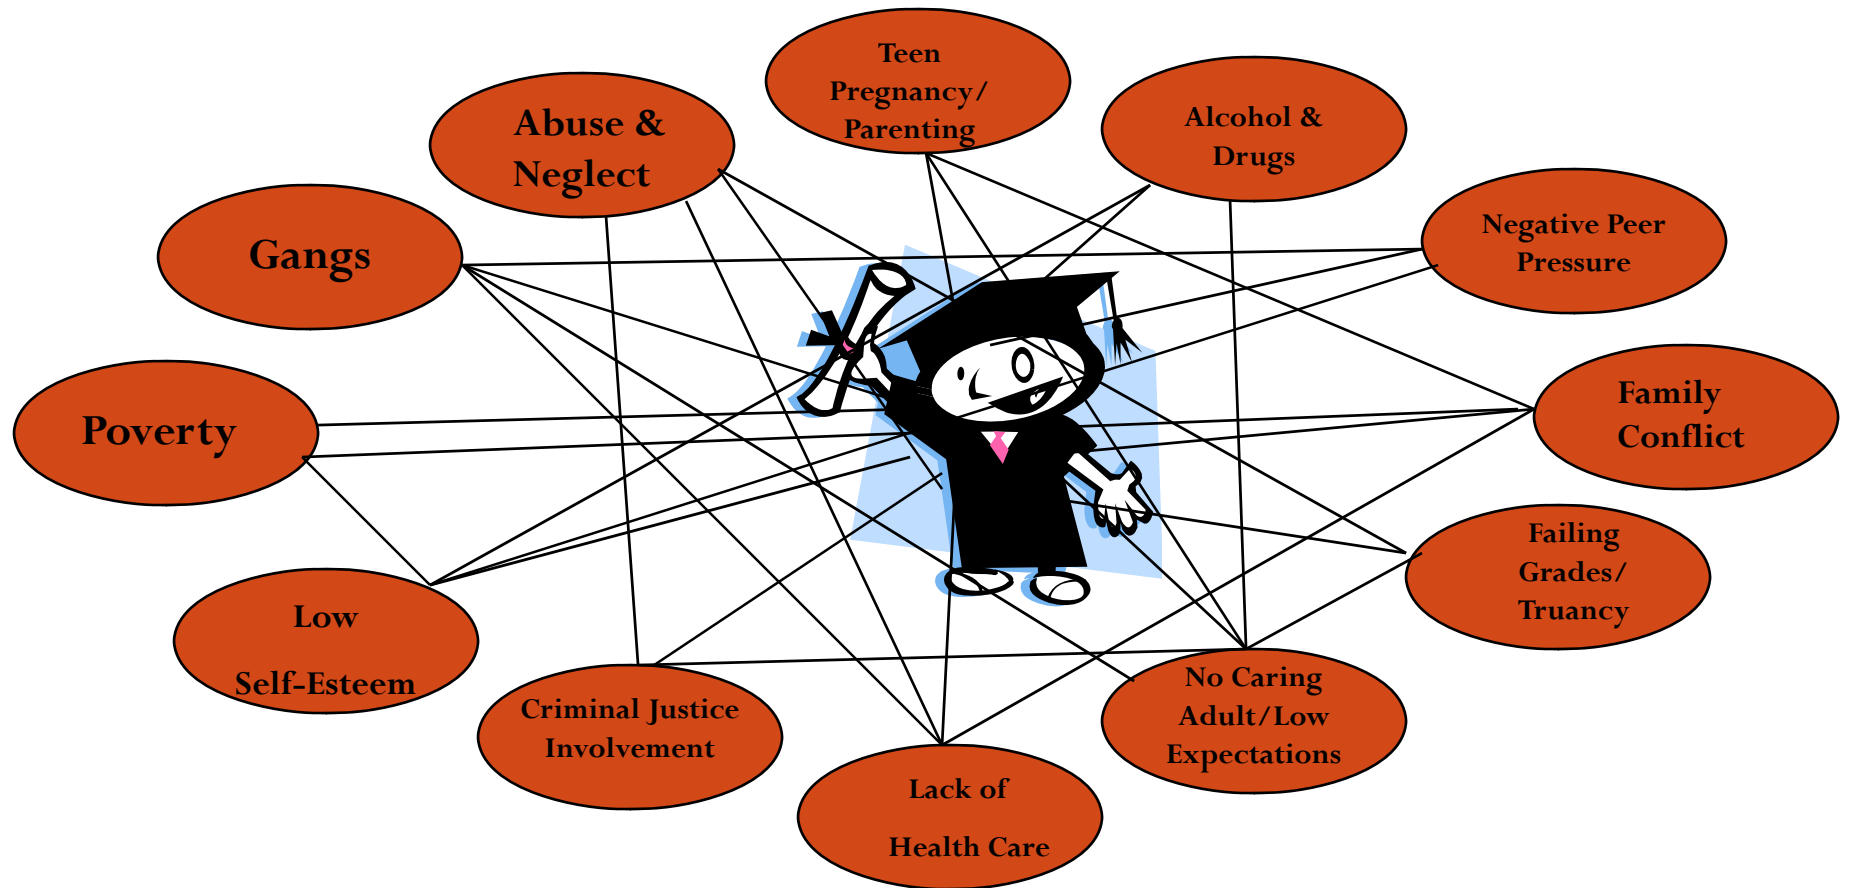 Teen
Pregnancy/
Parenting
Abuse &
Neglect
Alcohol &
Drugs
Gangs
Negative Peer
Pressure
Poverty
Family
Conflict
Failing
Grades/
Truancy
Low
Self-Esteem
Criminal Justice
Involvement
No Caring
Adult/Low
Expectations
Lack of
Health Care